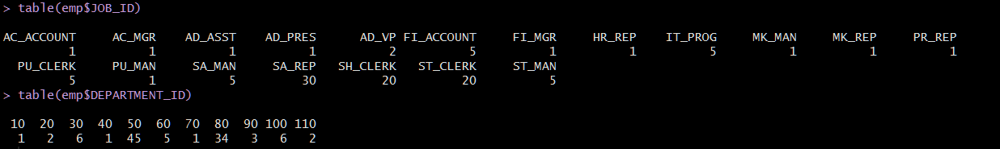 > table(emp$JOB_ID)
AC_ACCOUNT AC_MGR AD_ASST AD_PRES AD_VP FI_ACCOUNT FI_MGR HR_REP IT_PROG MK_MAN MK_REP PR_REP
1 1 1 1 2 5 1 1 5 1 1 1
PU_CLERK PU_MAN SA_MAN SA_REP SH_CLERK ST_CLERK ST_MAN
5 1 5 30 20 20 5
> table(emp$DEPARTMENT_ID)
10 20 30 40 50 60 70 80 90 100 110
1 2 6 1 45 5 1 34 3 6 2